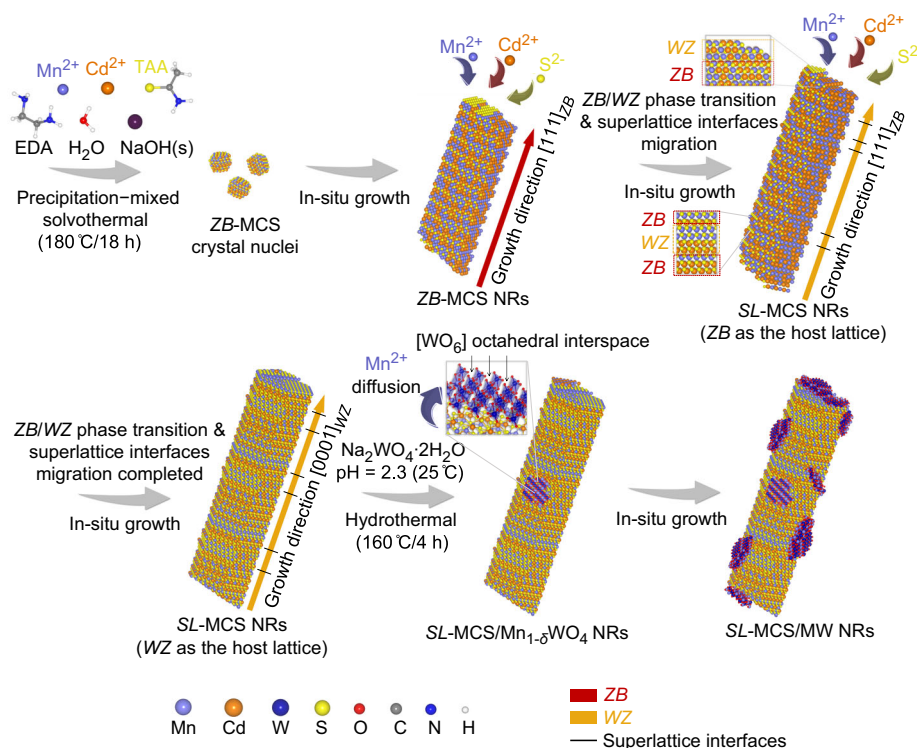 Mn2+ Cd2+ TAA
EDA H2O NaOH(s)
Precipitation−mixed
solvothermal
(180 ℃/18 h)
ZB-MCS
crystal nuclei
In-situ growth
Mn2+ Cd2+
S2-
Growth direction [111]ZB
ZB-MCS NRs
WZ
ZB
ZB/WZ phase transition
& superlattice interfaces
migration
In-situ growth
ZB
WZ
ZB
Mn2+ Cd2+
S2-
Growth direction [111]ZB
SL-MCS NRs
(ZB as the host lattice)
ZB/WZ phase transition &
superlattice interfaces
migration completed
In-situ growth
Growth direction [0001]WZ
SL-MCS NRs
(WZ as the host lattice)
[WO6] octahedral interspace
Mn2+
diffusion
Na2WO4·2H2O
pH = 2.3 (25℃)
Hydrothermal
(160℃/4 h)
SL-MCS/Mn1-δWO4 NRs
In-situ growth
SL-MCS/MW NRs
Mn Cd W S O C N H
ZB
WZ
Superlattice interfaces